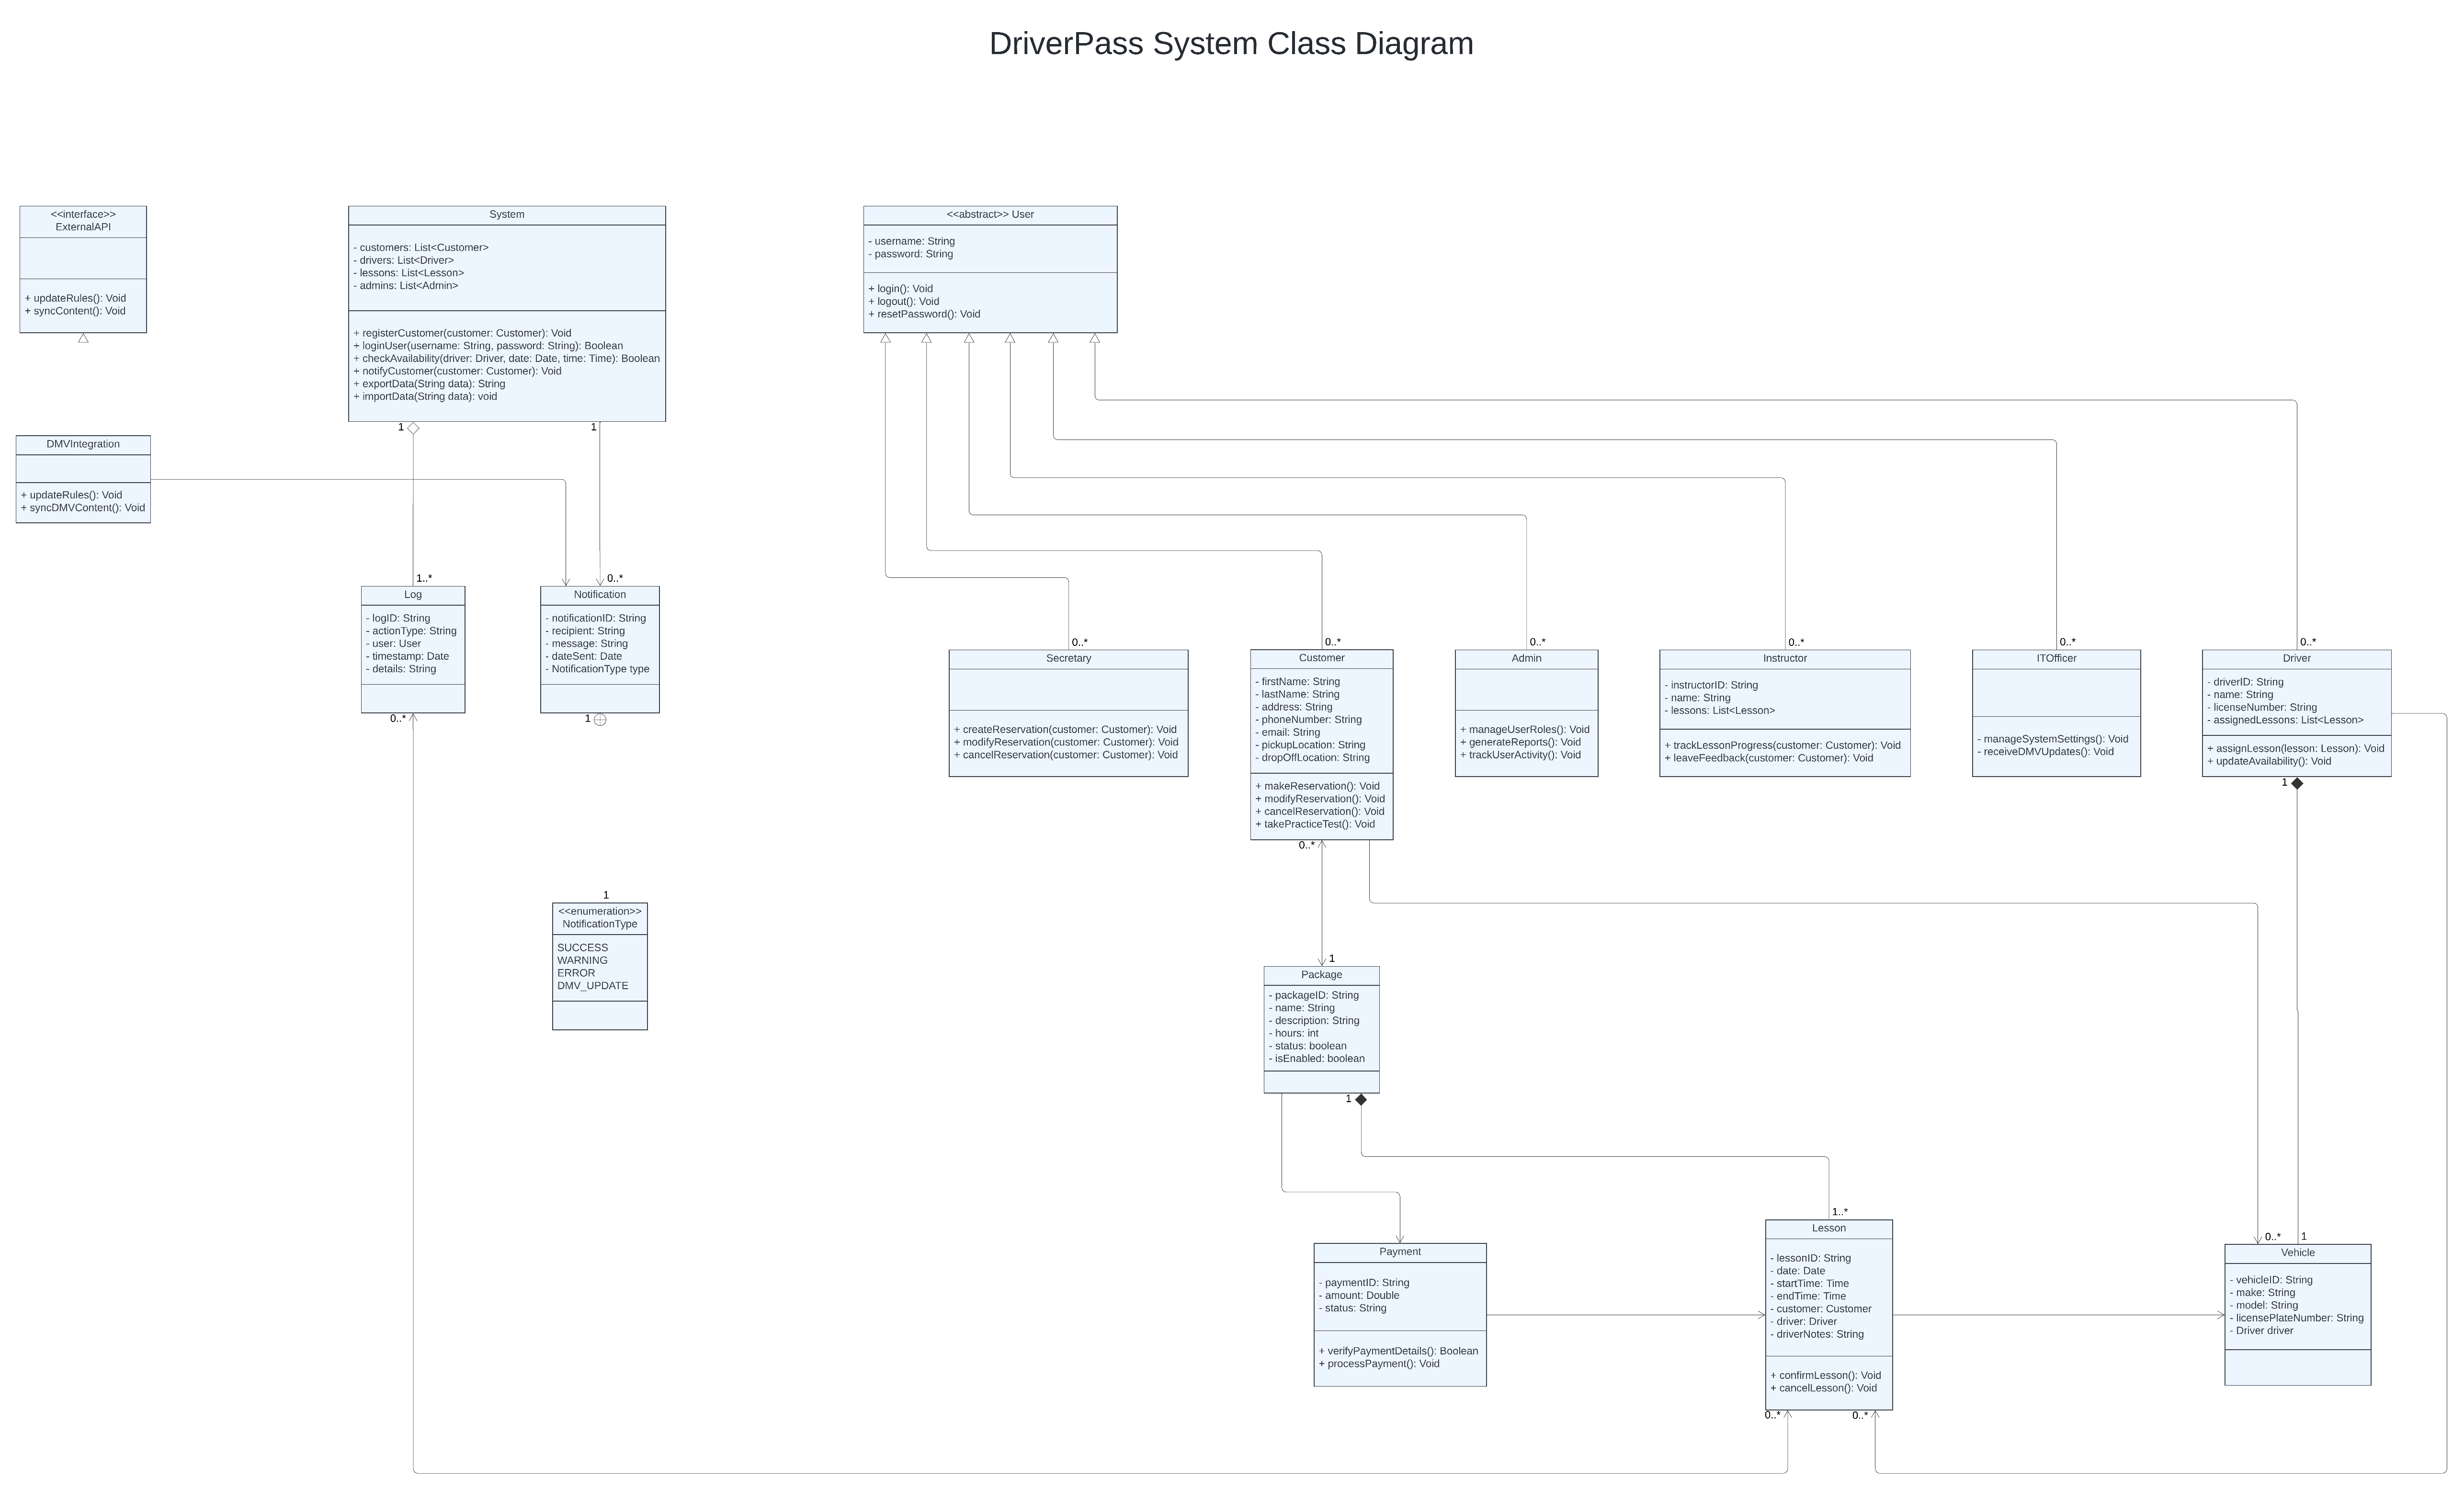 DriverPass System Class Diagram
<<interface>>
ExternalAPI
+ updateRules(): Void
+ syncContent(): Void
System
- customers: List<Customer>
- drivers: List<Driver>
- lessons: List<Lesson>
- admins: List<Admin>
+ registerCustomer(customer: Customer): Void
+ loginUser(username: String, password: String): Boolean
+ checkAvailability(driver: Driver, date: Date, time: Time): Boolean
+ notifyCustomer(customer: Customer): Void
+ exportData(String data): String
+ importData(String data): void
1
1
<<abstract>> User
- username: String
- password: String
+ login(): Void
+ logout(): Void
+ resetPassword(): Void
DMVIntegration
+ updateRules(): Void
+ syncDMVContent(): Void
1..*
Log
- logID: String
- actionType: String
- user: User
- timestamp: Date
- details: String
0..*
0..*
Notification
- notificationID: String
- recipient: String
- message: String
- dateSent: Date
- NotificationType type
1
1
<<enumeration>>
NotificationType
SUCCESS
WARNING
ERROR
DMV_UPDATE
0..*
Secretary
+ createReservation(customer: Customer): Void
+ modifyReservation(customer: Customer): Void
+ cancelReservation(customer: Customer): Void
0..*
Customer
- firstName: String
- lastName: String
- address: String
- phoneNumber: String
- email: String
- pickupLocation: String
- dropOffLocation: String
+ makeReservation(): Void
+ modifyReservation(): Void
+ cancelReservation(): Void
+ takePracticeTest(): Void
0..*
0..*
Admin
+ manageUserRoles(): Void
+ generateReports(): Void
+ trackUserActivity(): Void
0..*
Instructor
- instructorID: String
- name: String
- lessons: List<Lesson>
+ trackLessonProgress(customer: Customer): Void
+ leaveFeedback(customer: Customer): Void
0..*
ITOfficer
- manageSystemSettings(): Void
- receiveDMVUpdates(): Void
0..*
Driver
- driverID: String
- name: String
- licenseNumber: String
- assignedLessons: List<Lesson>
+ assignLesson(lesson: Lesson): Void
+ updateAvailability(): Void
1
1
Package
- packageID: String
- name: String
- description: String
- hours: int
- status: boolean
- isEnabled: boolean
1
Payment
- paymentID: String
- amount: Double
- status: String
+ verifyPaymentDetails(): Boolean
+ processPayment(): Void
1..*
Lesson
- lessonID: String
- date: Date
- startTime: Time
- endTime: Time
- customer: Customer
- driver: Driver
- driverNotes: String
+ confirmLesson(): Void
+ cancelLesson(): Void
0..*
0..*
0..*
1
Vehicle
- vehicleID: String
- make: String
- model: String
- licensePlateNumber: String
- Driver driver